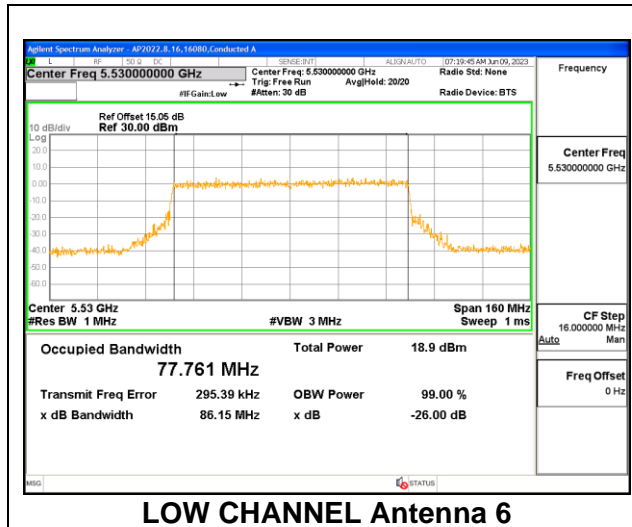 Agilent Spectrum Analyzer - AP2022.8.16,16080,Conducted A
L RF 50 Ω DC SENSE:INT ALIGN AUTO 07:19:45 AM Jun 09, 2023
Center Freq 5.530000000 GHz Center Freq: 5.530000000 GHz Radio Std: None Frequency
Trig: Free Run Avg|Hold: 20/20
#IFGain:Low #Atten: 30 dB Radio Device: BTS
Ref Offset 15.05 dB
10 dB/div Ref 30.00 dBm
Log
20.0
10.0
0.00
-10.0
-20.0
-30.0
-40.0
-50.0
-60.0
Center Freq
5.530000000 GHz
Center 5.53 GHz Span 160 MHz
#Res BW 1 MHz #VBW 3 MHz Sweep 1 ms
CF Step
16.000000 MHz
Auto Man
Occupied Bandwidth Total Power 18.9 dBm
77.761 MHz
Transmit Freq Error 295.39 kHz OBW Power 99.00 %
x dB Bandwidth 86.15 MHz x dB -26.00 dB
Freq Offset
0 Hz
MSG STATUS
LOW CHANNEL Antenna 6